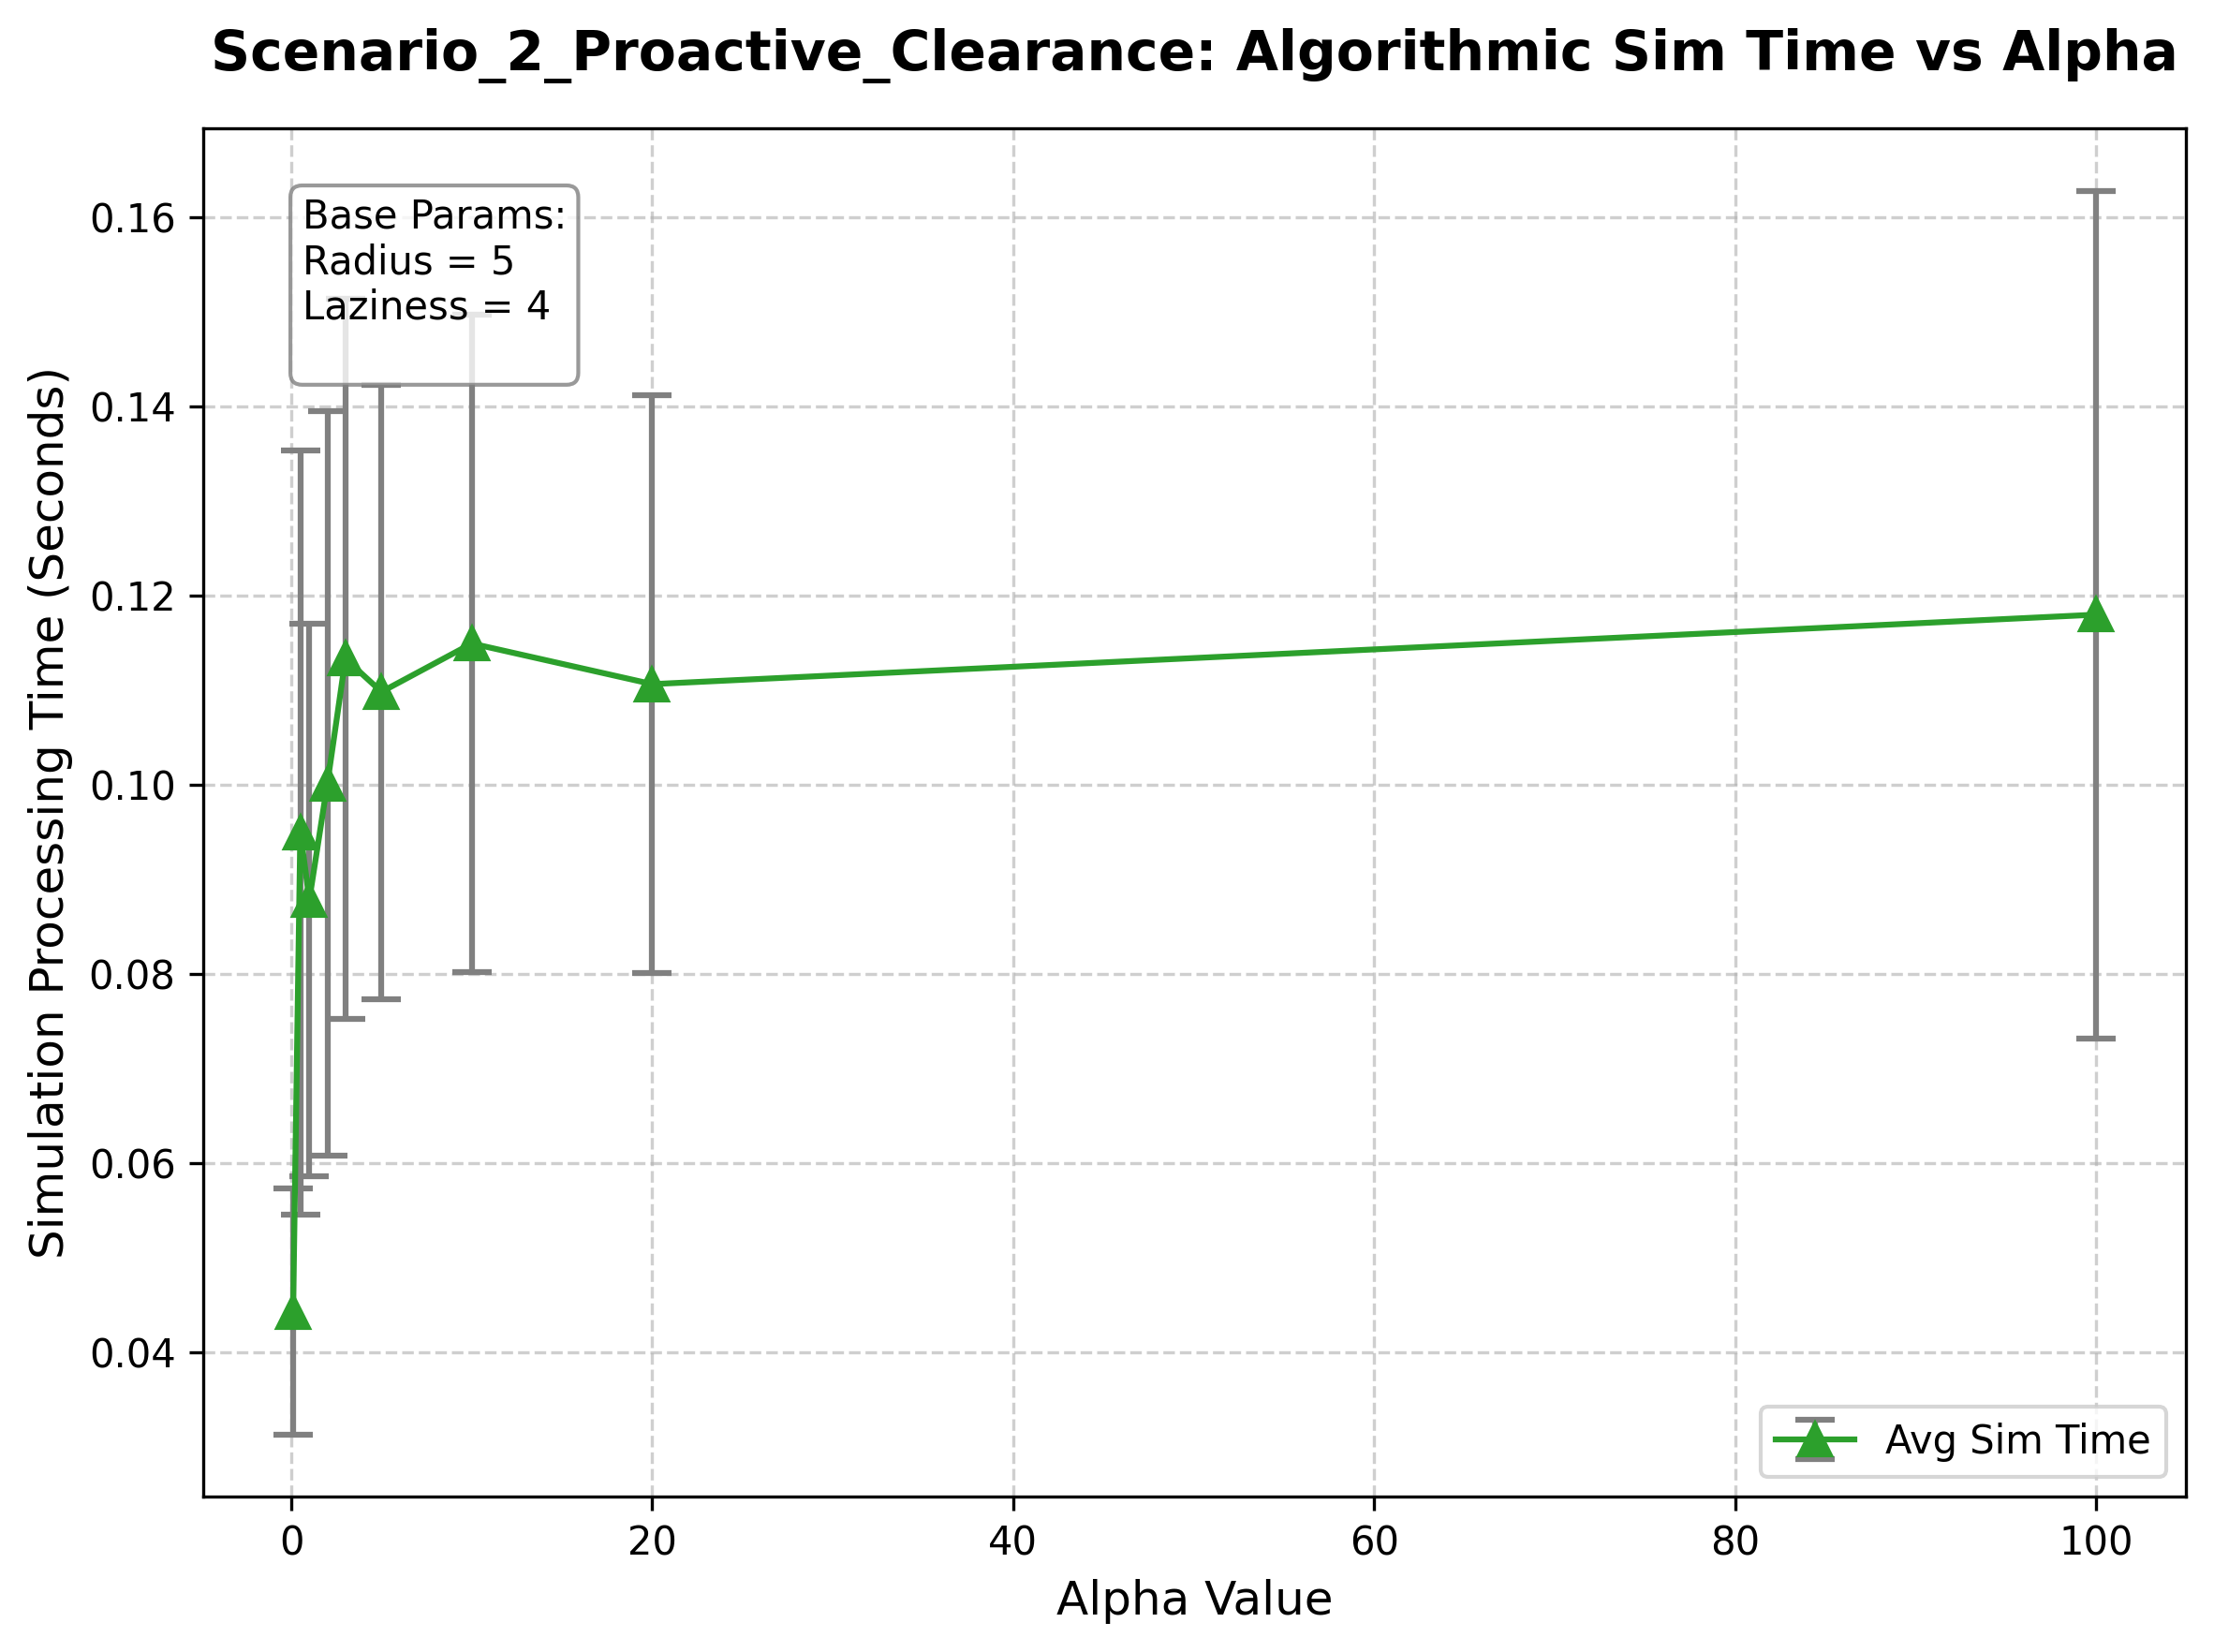 Scenario_2_Proactive_Clearance: Algorithmic Sim Time vs Alpha
Simulation Processing Time (Seconds)
0.16
0.14
0.12
0.10
0.08
0.06
0.04
Base Params:
Radius = 5
Laziness = 4
Avg Sim Time
0 20 40 60 80 100
Alpha Value